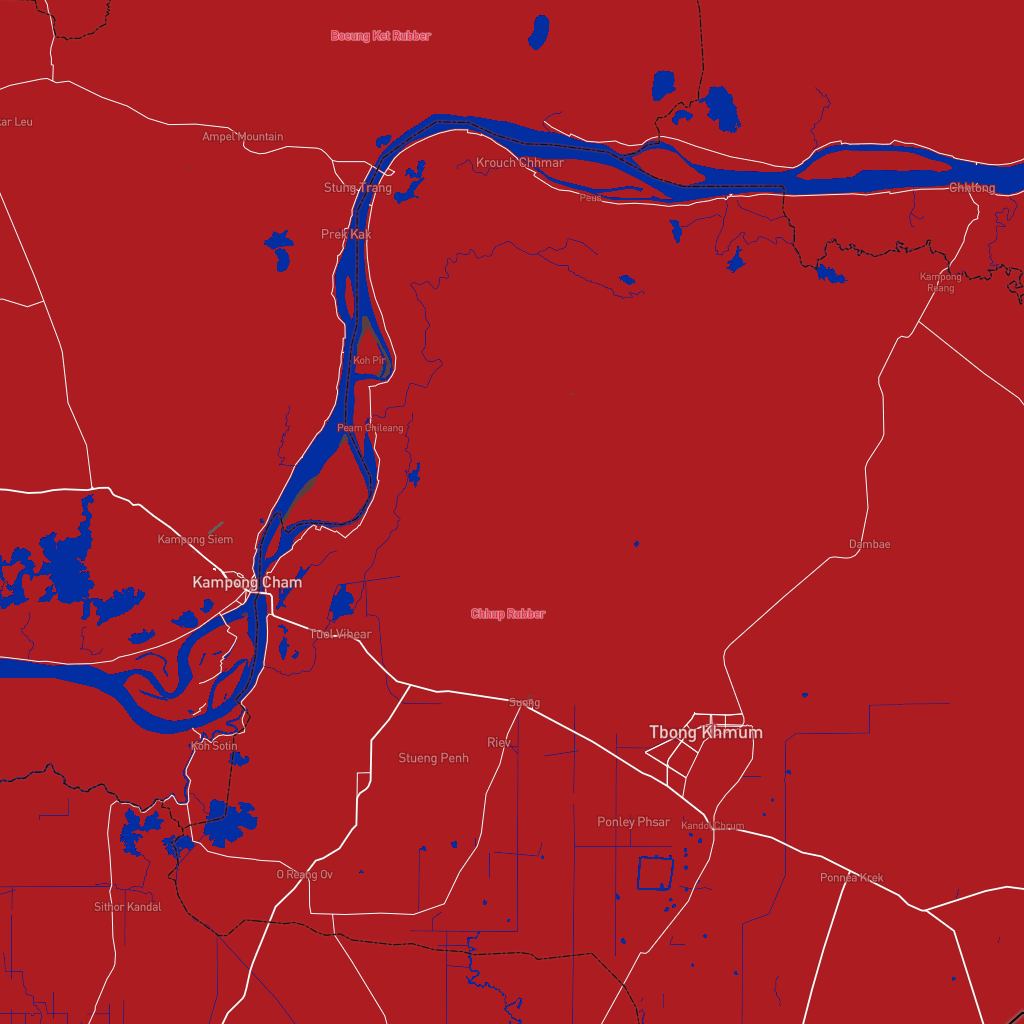 Boeung Ket Rubber
kar Leu
Ampel Mountain
Krouch Chhmar
Stung Trang
Chhlong
Peus
Prek Kak
Kampong
Reang
Koh Pir
Peam Chileang
Kampong Siem
Dambae
Kampong Cham
Chhup Rubber
Tuol Vihear
Suong
Tbong Khmum
Riev
Koh Sotin
Stueng Penh
Ponley Phsar
Kandol Chrum
O Reang Ov
Ponnea Krek
Sithor Kandal